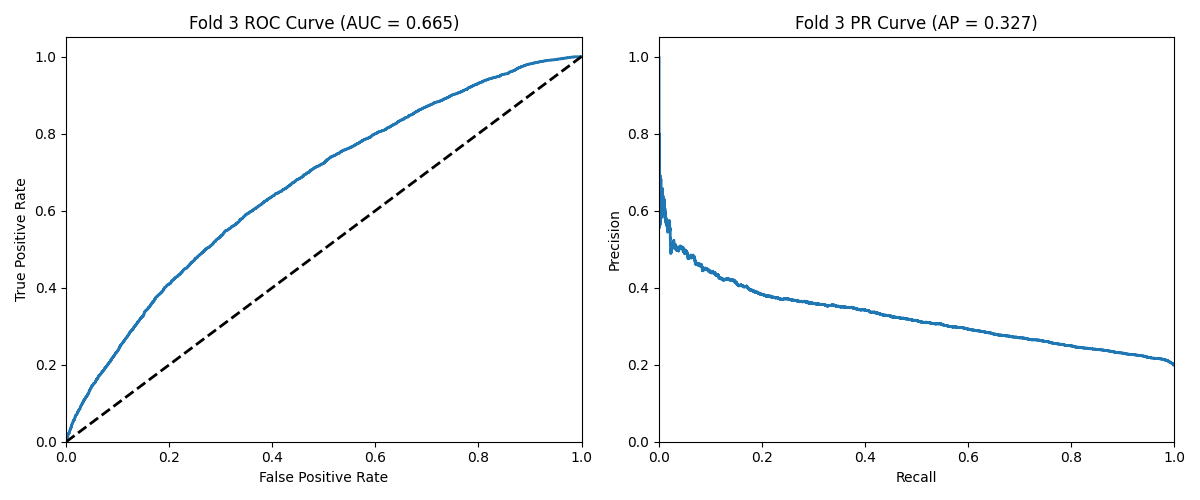 Fold 3 ROC Curve (AUC = 0.665)
True Positive Rate
1.0
0.8
0.6
0.4
0.2
0.0
0.0 0.2 0.4 0.6 0.8 1.0
False Positive Rate
Fold 3 PR Curve (AP = 0.327)
Precision
1.0
0.8
0.6
0.4
0.2
0.0
0.0 0.2 0.4 0.6 0.8 1.0
Recall